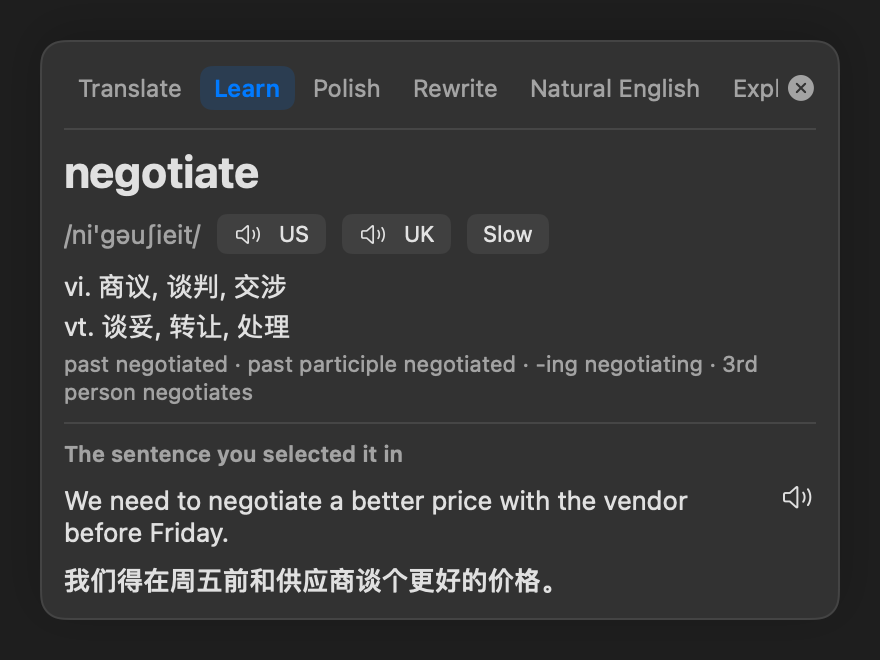 Translate Learn Polish Rewrite Natural English Expl
negotiate
/ni'gəuʃieit/ US UK Slow
vi. 商议, 谈判, 交涉
vt. 谈妥, 转让, 处理
past negotiated · past participle negotiated · -ing negotiating · 3rd
person negotiates
The sentence you selected it in
We need to negotiate a better price with the vendor
before Friday.
我们得在周五前和供应商谈个更好的价格。